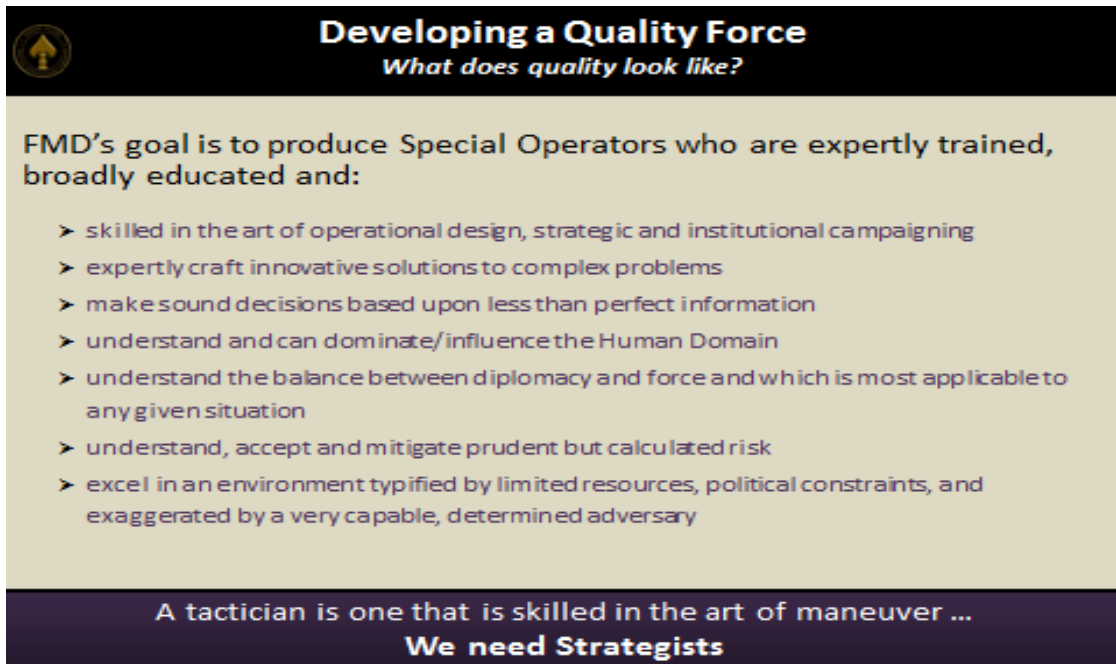 Developing a Quality Force
What does quality look like?
FMD's goal is to produce Special Operators who are expertly trained,
broadly educated and:
➤ skilled in the art of operational design, strategic and institutional campaigning
➤ expertly craft innovative solutions to complex problems
➤ make sound decisions based upon less than perfect information
➤ understand and can dominate/influence the Human Domain
➤ understand the balance between diplomacy and force and which is most applicable to
any given situation
➤ understand, accept and mitigate prudent but calculated risk
➤ excel in an environment typified by limited resources, political constraints, and
exaggerated by a very capable, determined adversary
A tactician is one that is skilled in the art of maneuver ...
We need Strategists